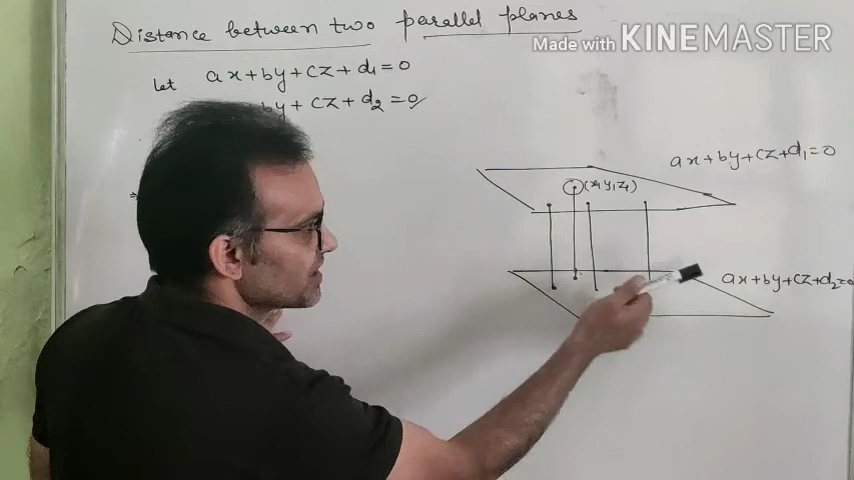 Distance between two parallel planes
Made with KINEMASTER
let ax+by+cz+d₁=0
by+cz+d₂=0
ax+by+cz+d₁=0
(x₁y₁z₁)
ax+by+cz+d₂=0